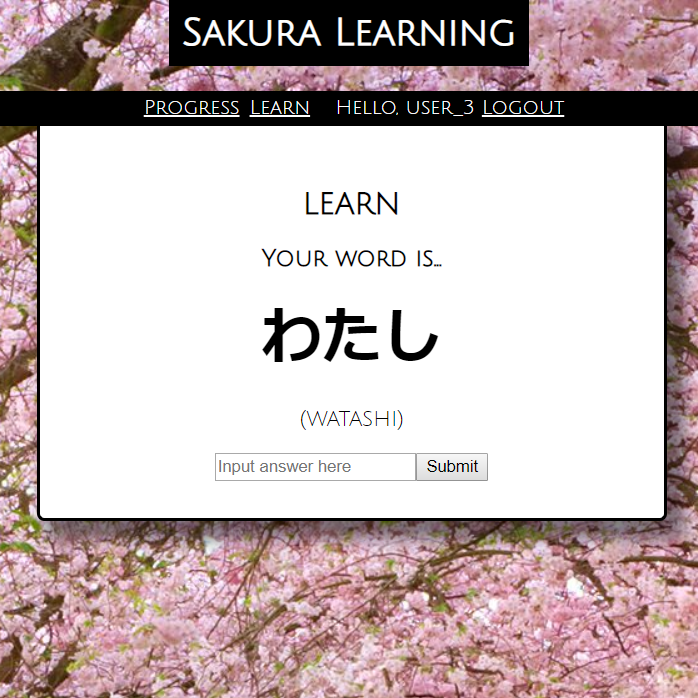 Sakura Learning
Progress Learn Hello, user_3 Logout
LEARN
Your word is...
わたし
(WATASHI)
Input answer here Submit